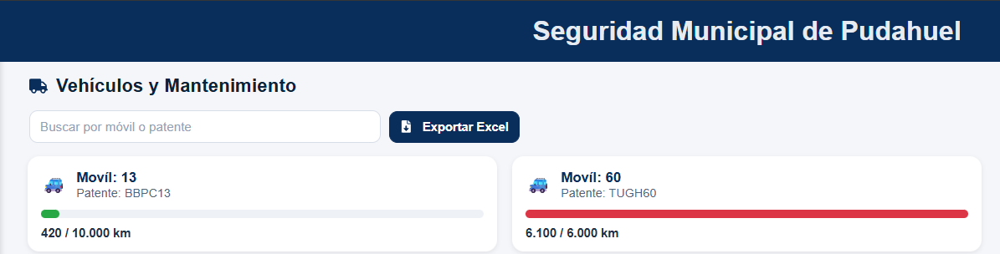 Seguridad Municipal de Pudahuel
Vehículos y Mantenimiento
Buscar por móvil o patente
Exportar Excel
Movíl: 13
Patente: BBPC13
420 / 10.000 km
Movíl: 60
Patente: TUGH60
6.100 / 6.000 km